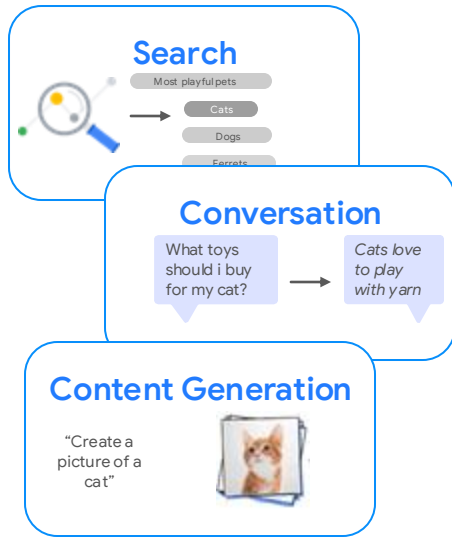 Search
Most playful pets
Cats
Dogs
Ferrets
Conversation
What toys
should i buy
for my cat?
Cats love
to play
with yarn
Content Generation
“Create a
picture of a
cat”